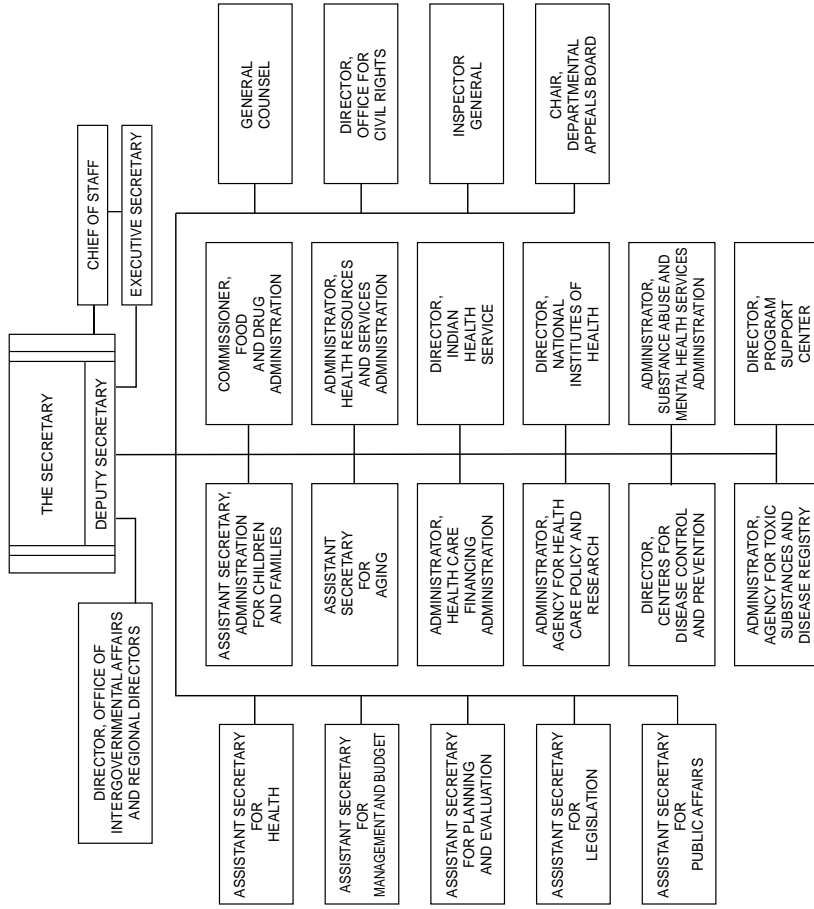 THE SECRETARY
DEPUTY SECRETARY
CHIEF OF STAFF
EXECUTIVE SECRETARY
DIRECTOR, OFFICE OF
INTERGOVERNMENTAL AFFAIRS
AND REGIONAL DIRECTORS
ASSISTANT SECRETARY
FOR
HEALTH
ASSISTANT SECRETARY
FOR
MANAGEMENT AND BUDGET
ASSISTANT SECRETARY
FOR PLANNING
AND EVALUATION
ASSISTANT SECRETARY
FOR
LEGISLATION
ASSISTANT SECRETARY
FOR
PUBLIC AFFAIRS
ASSISTANT SECRETARY,
ADMINISTRATION
FOR CHILDREN
AND FAMILIES
ASSISTANT
SECRETARY
FOR
AGING
ADMINISTRATOR,
HEALTH CARE
FINANCING
ADMINISTRATION
ADMINISTRATOR,
AGENCY FOR HEALTH
CARE POLICY AND
RESEARCH
DIRECTOR,
CENTERS FOR
DISEASE CONTROL
AND PREVENTION
ADMINISTRATOR,
AGENCY FOR TOXIC
SUBSTANCES AND
DISEASE REGISTRY
COMMISSIONER,
FOOD
AND DRUG
ADMINISTRATION
ADMINISTRATOR,
HEALTH RESOURCES
AND SERVICES
ADMINISTRATION
DIRECTOR,
INDIAN
HEALTH
SERVICE
DIRECTOR,
NATIONAL
INSTITUTES OF
HEALTH
ADMINISTRATOR,
SUBSTANCE ABUSE AND
MENTAL HEALTH SERVICES
ADMINISTRATION
DIRECTOR,
PROGRAM
SUPPORT
CENTER
GENERAL
COUNSEL
DIRECTOR,
OFFICE FOR
CIVIL RIGHTS
INSPECTOR
GENERAL
CHAIR,
DEPARTMENTAL
APPEALS BOARD